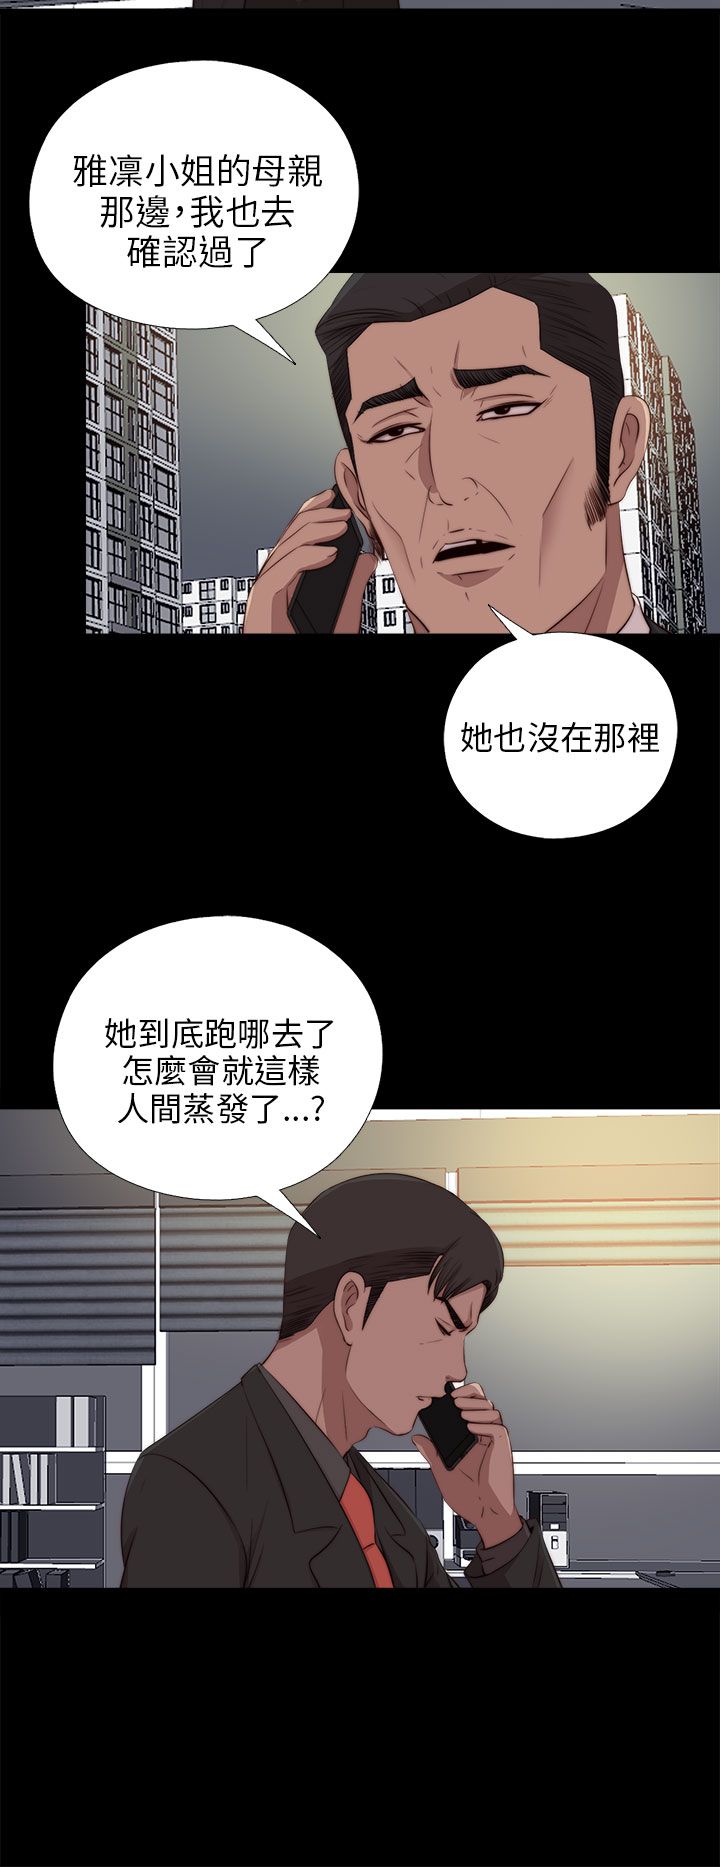 雅凜小姐的母親
那邊,我也去
確認過了
她也沒在那裡
她到底跑哪去了
怎麼會就這樣
人間蒸發了...?